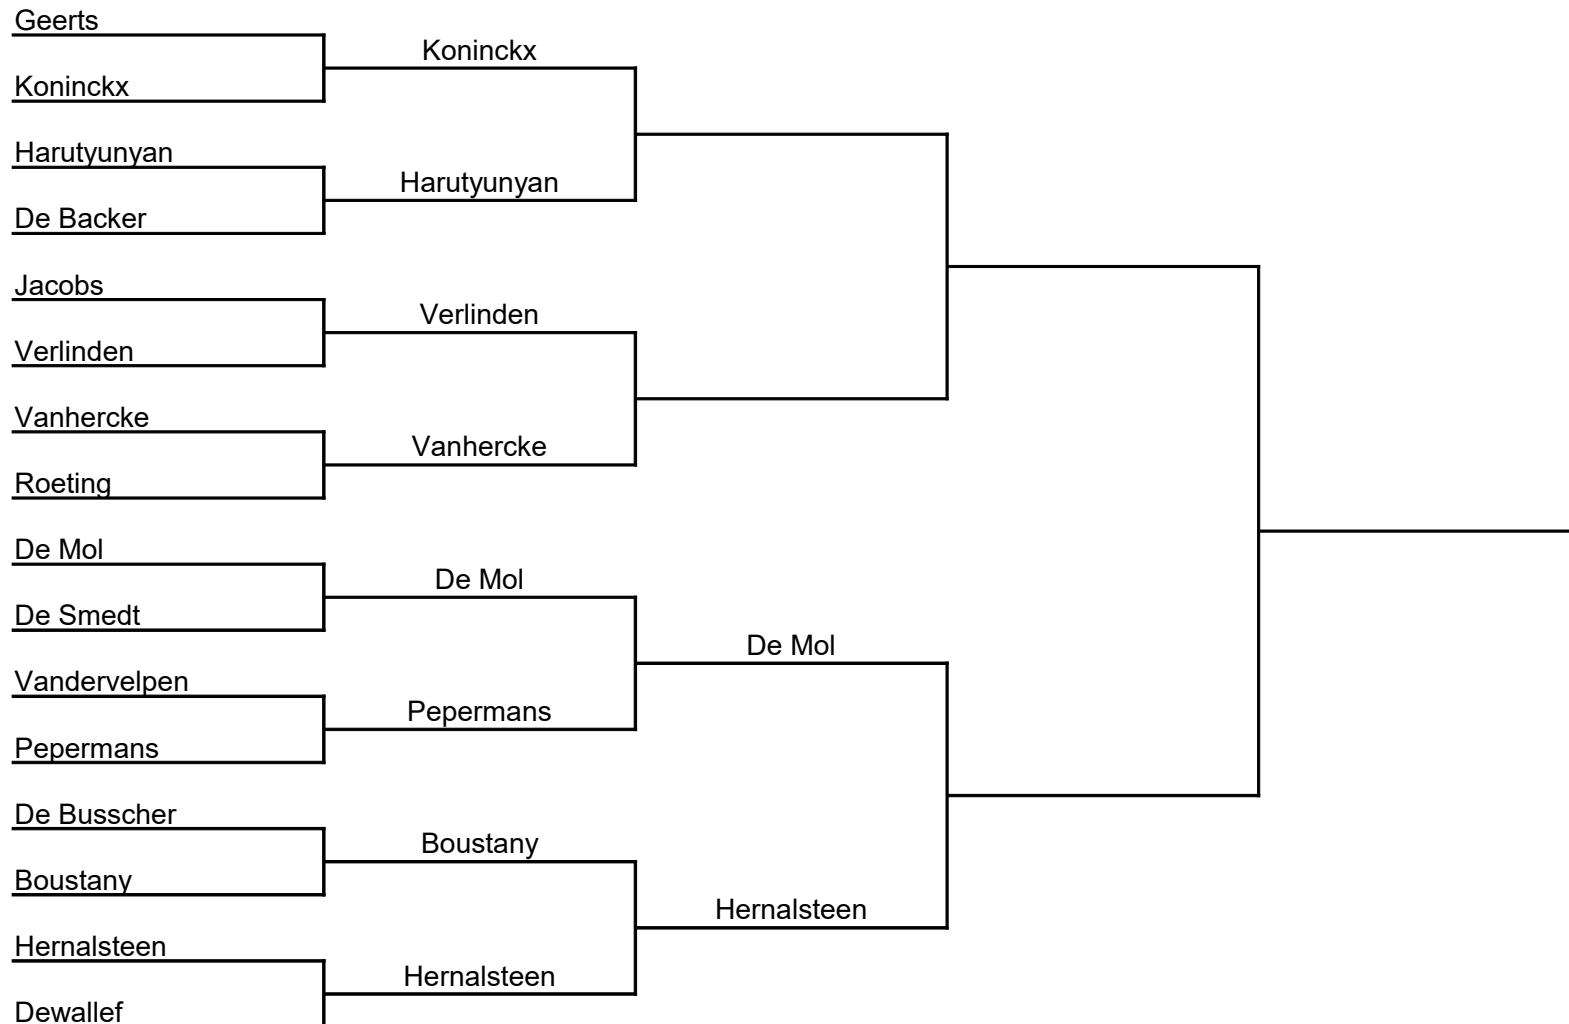 Geerts
Koninckx
Koninckx
Harutyunyan
Harutyunyan
De Backer
Jacobs
Verlinden
Verlinden
Vanhercke
Vanhercke
Roeting
De Mol
De Mol
De Smedt
De Mol
Vandervelpen
Pepermans
Pepermans
De Busscher
Boustany
Boustany
Hernalsteen
Hernalsteen
Hernalsteen
Dewallef